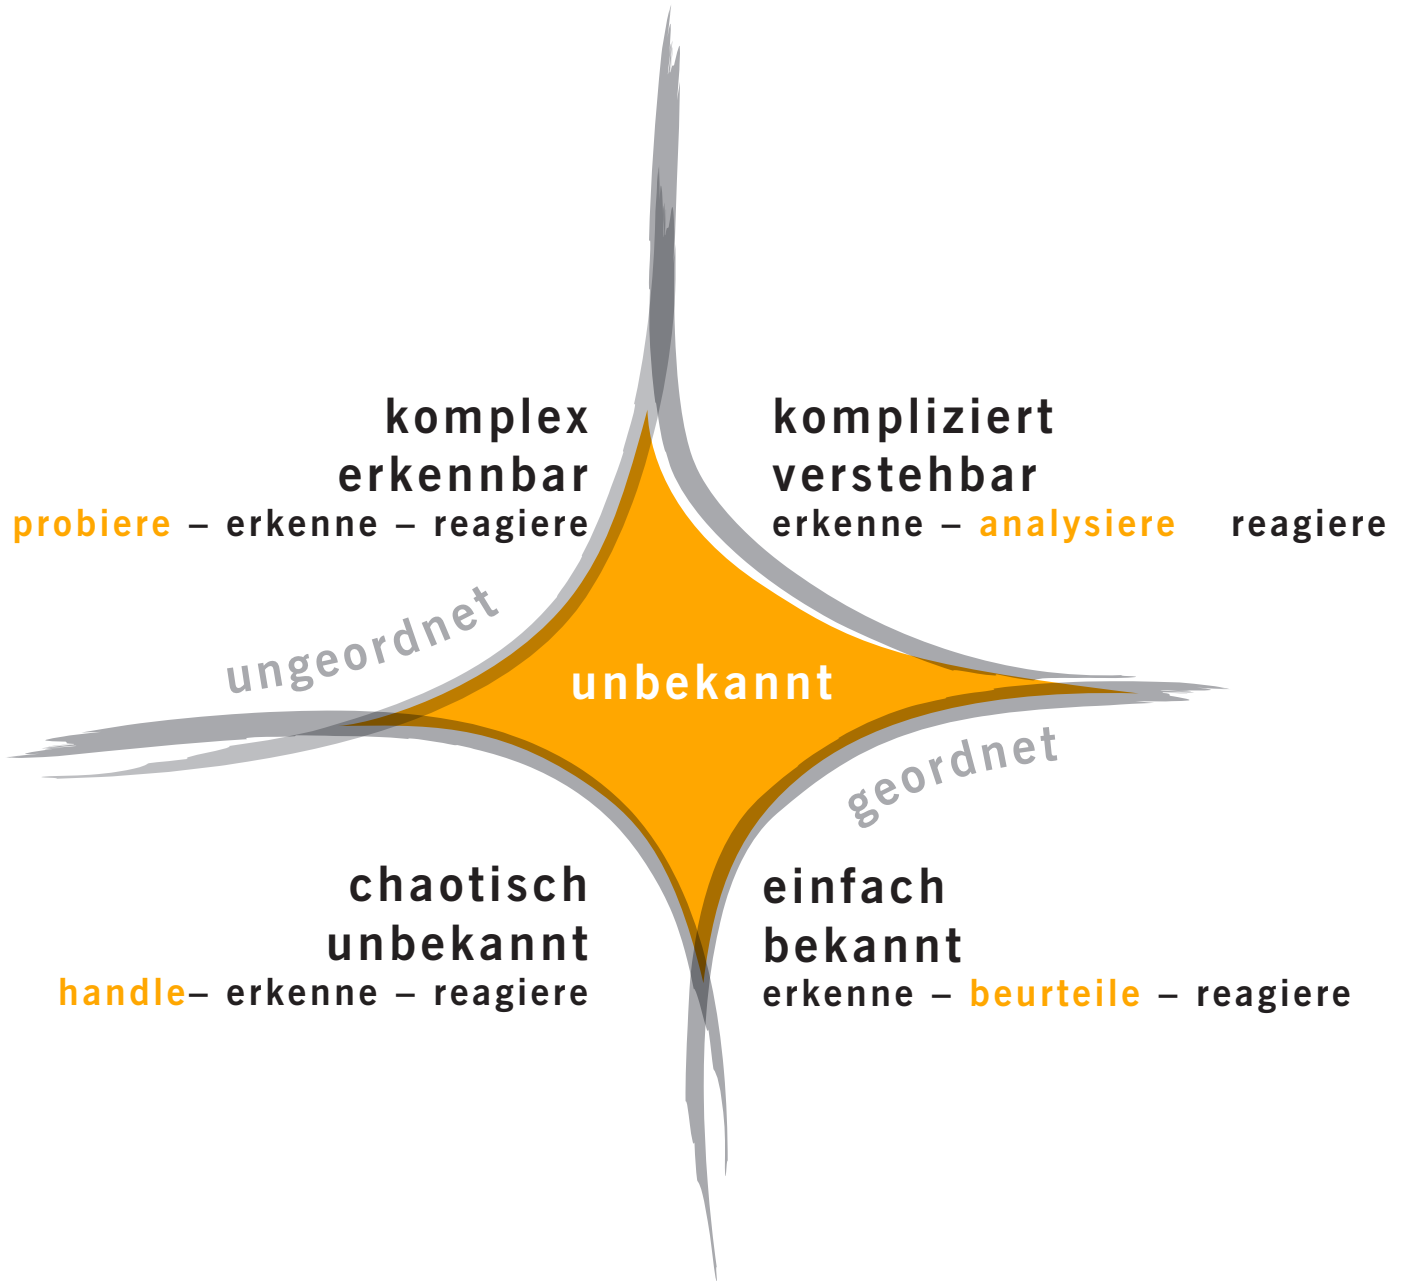 komplex
erkennbar
probiere – erkenne – reagiere
kompliziert
verstehbar
erkenne – analysiere reagiere
ungeordnet
unbekannt
geordnet
chaotisch
unbekannt
handle– erkenne – reagiere
einfach
bekannt
erkenne – beurteile – reagiere